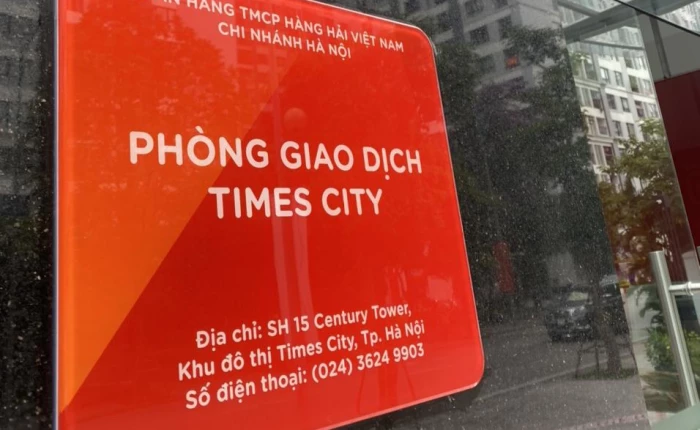 HÀNG TMCP HÀNG HẢI VIỆT NAM
CHI NHÁNH HÀ NỘI
PHÒNG GIAO DỊCH
TIMES CITY
Địa chỉ: SH 15 Century Tower,
Khu đô thị Times City, Tp. Hà Nội
Số điện thoại: (024) 3624 9903